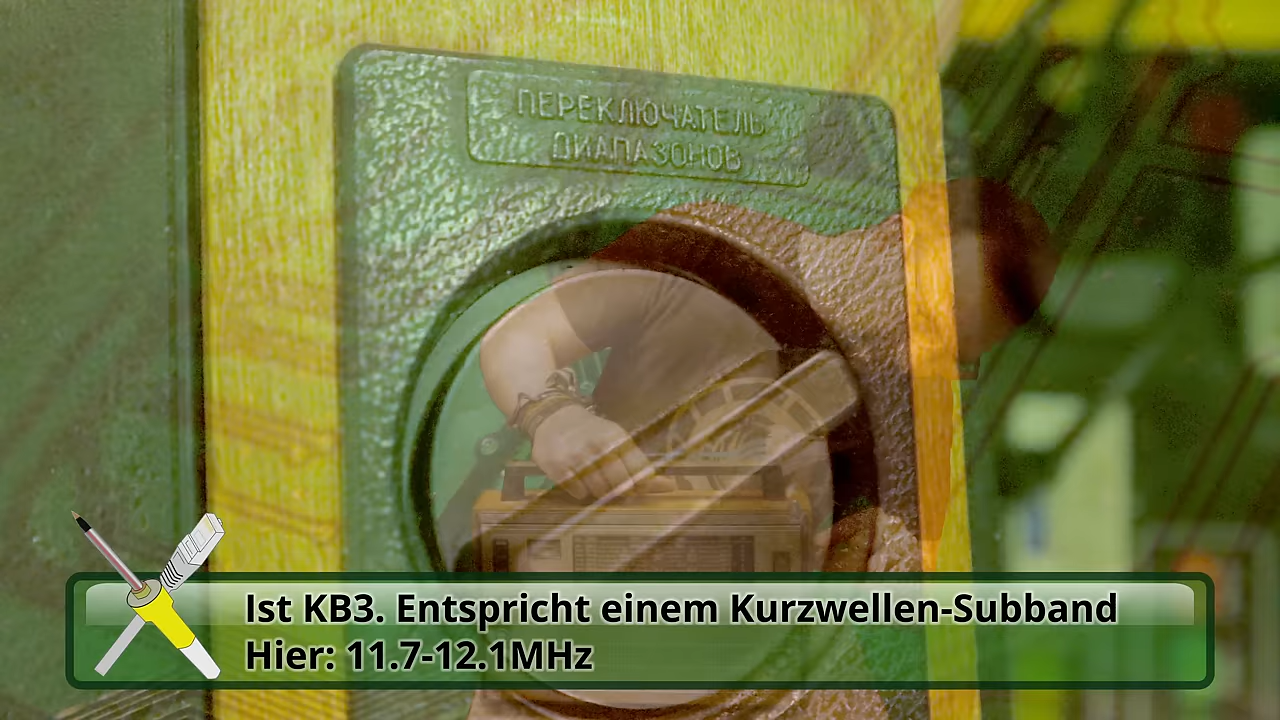 ПЕРЕКЛЮЧАТЕЛЬ
ДИАПАЗОНОВ
Ist KB3. Entspricht einem Kurzwellen-Subband
Hier: 11.7-12.1MHz